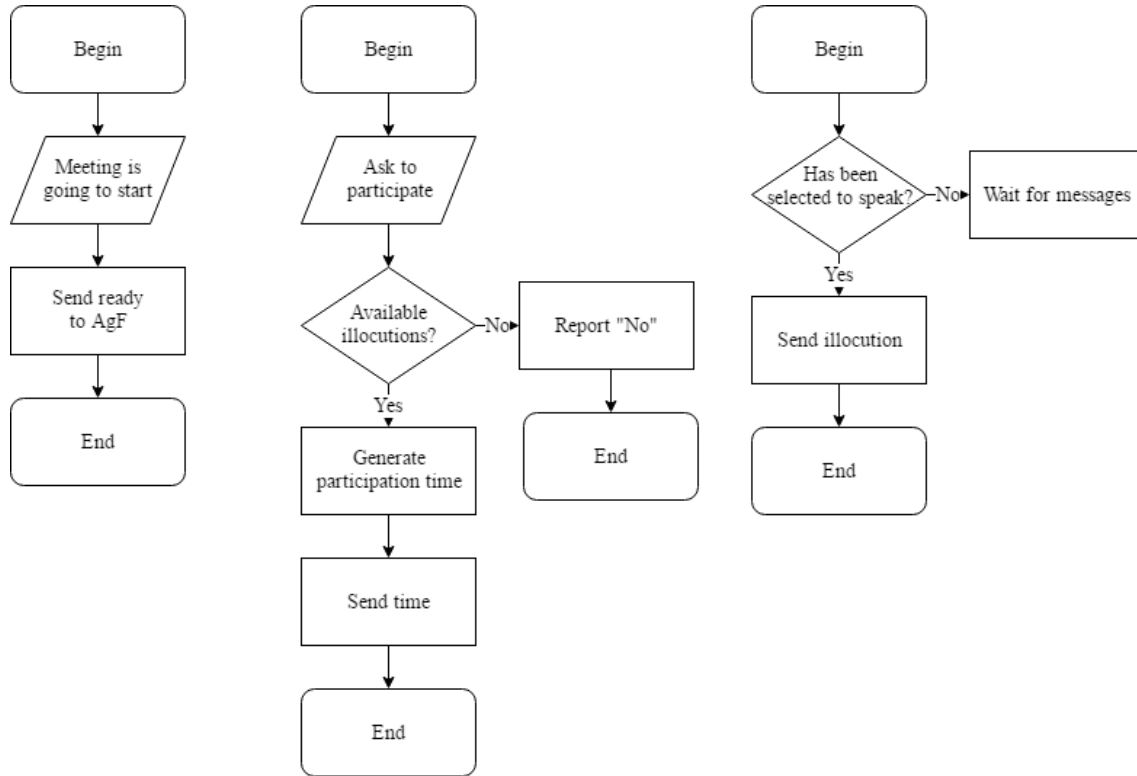 Begin
Meeting is
going to start
Send ready
to AgF
End
Begin
Ask to
participate
Available
illocutions?
No
Report "No"
End
Yes
Generate
participation time
Send time
End
Begin
Has been
selected to speak?
No
Wait for messages
Yes
Send illocution
End